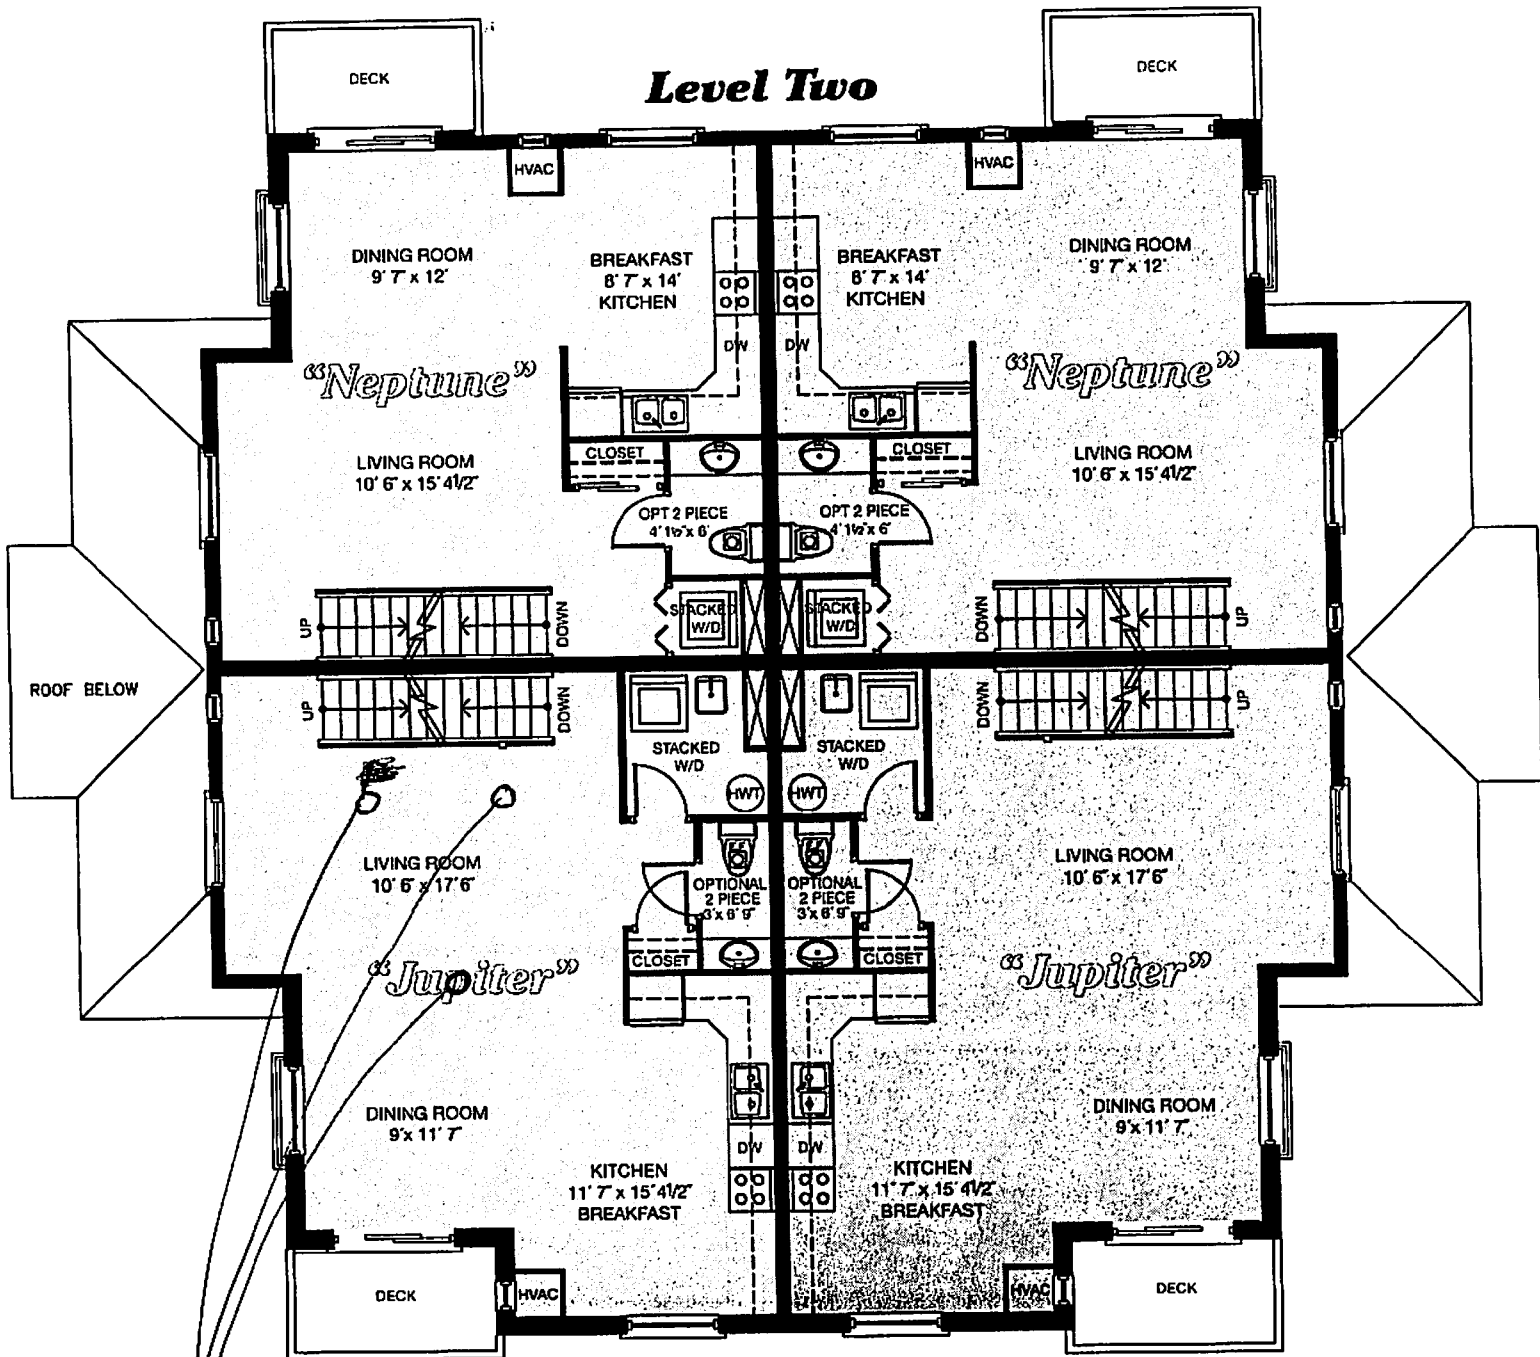 DECK
DECK
Level Two
HVAC
HVAC
DINING ROOM
9' 7" x 12'
BREAKFAST
8' 7" x 14'
KITCHEN
BREAKFAST
8' 7" x 14'
KITCHEN
DINING ROOM
9' 7" x 12'
DW
DW
"Neptune"
"Neptune"
LIVING ROOM
10' 6" x 15' 4 1/2"
CLOSET
CLOSET
LIVING ROOM
10' 6" x 15' 4 1/2"
OPT 2 PIECE
4' 1 1/2" x 6'
OPT 2 PIECE
4' 1 1/2" x 6'
UP
DOWN
STACKED
W/D
STACKED
W/D
DOWN
UP
ROOF BELOW
UP
DOWN
STACKED
W/D
STACKED
W/D
DOWN
UP
HWT
HWT
LIVING ROOM
10' 6" x 17' 6"
OPTIONAL
2 PIECE
3' x 6' 9"
OPTIONAL
2 PIECE
3' x 6' 9"
LIVING ROOM
10' 6" x 17' 6"
CLOSET
CLOSET
"Jupiter"
"Jupiter"
DINING ROOM
9' x 11' 7"
DW
DW
DINING ROOM
9' x 11' 7"
KITCHEN
11' 7" x 15' 4 1/2"
BREAKFAST
KITCHEN
11' 7" x 15' 4 1/2"
BREAKFAST
DECK
HVAC
HVAC
DECK